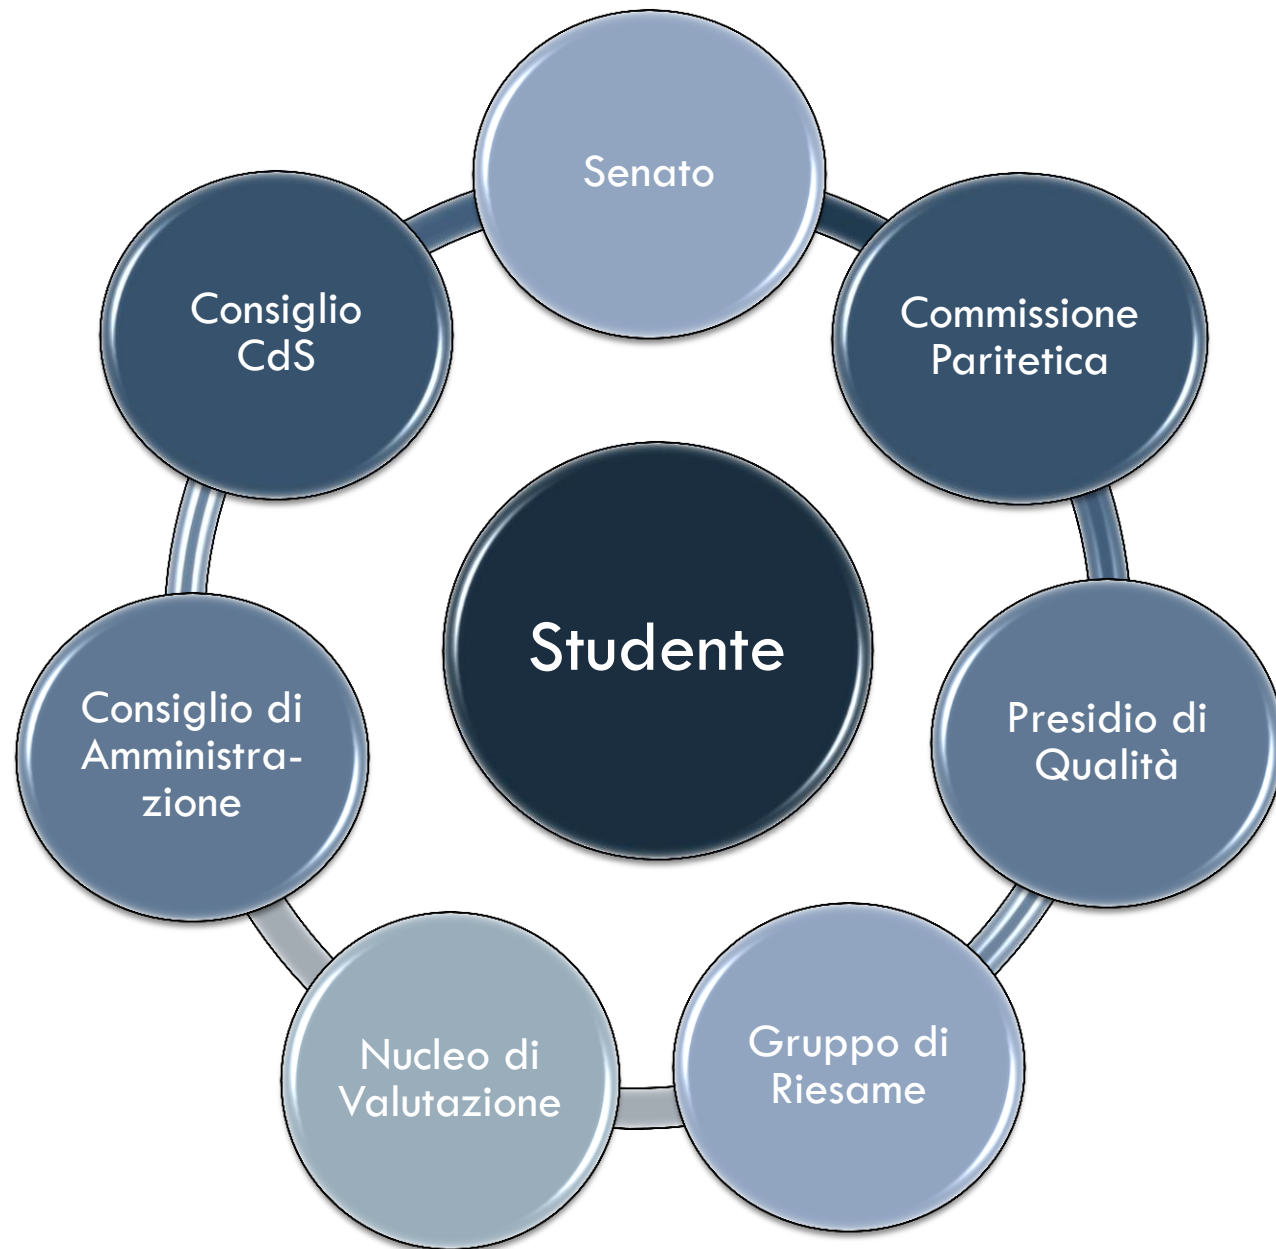 Senato
Consiglio
CdS
Commissione
Paritetica
Studente
Consiglio di
Amministra-
zione
Presidio di
Qualità
Nucleo di
Valutazione
Gruppo di
Riesame